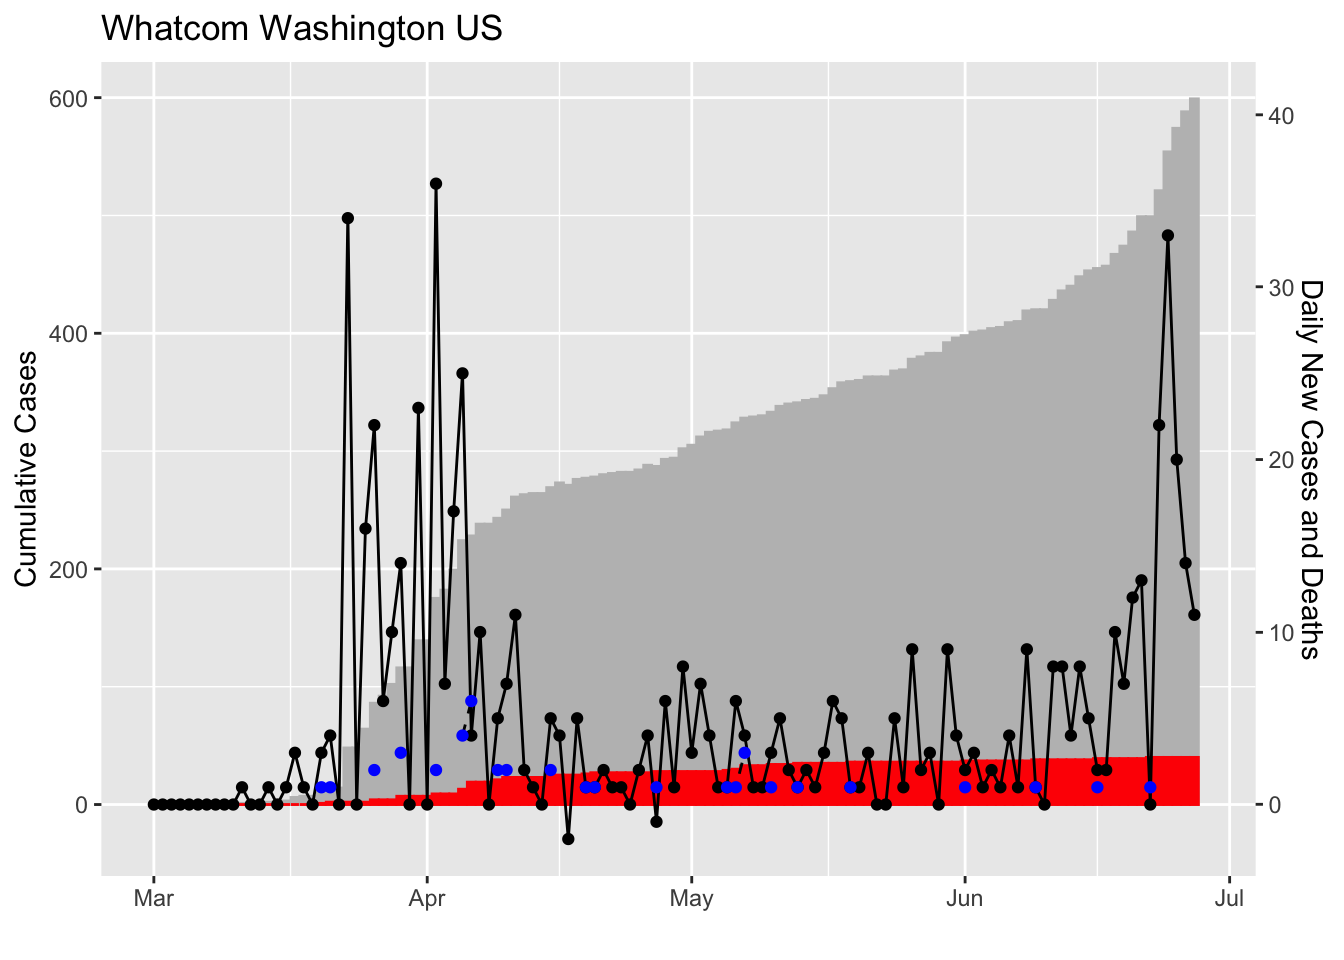 Whatcom Washington US
600
400
200
0
Cumulative Cases
40
30
20
10
0
Daily New Cases and Deaths
Mar
Apr
May
Jun
Jul